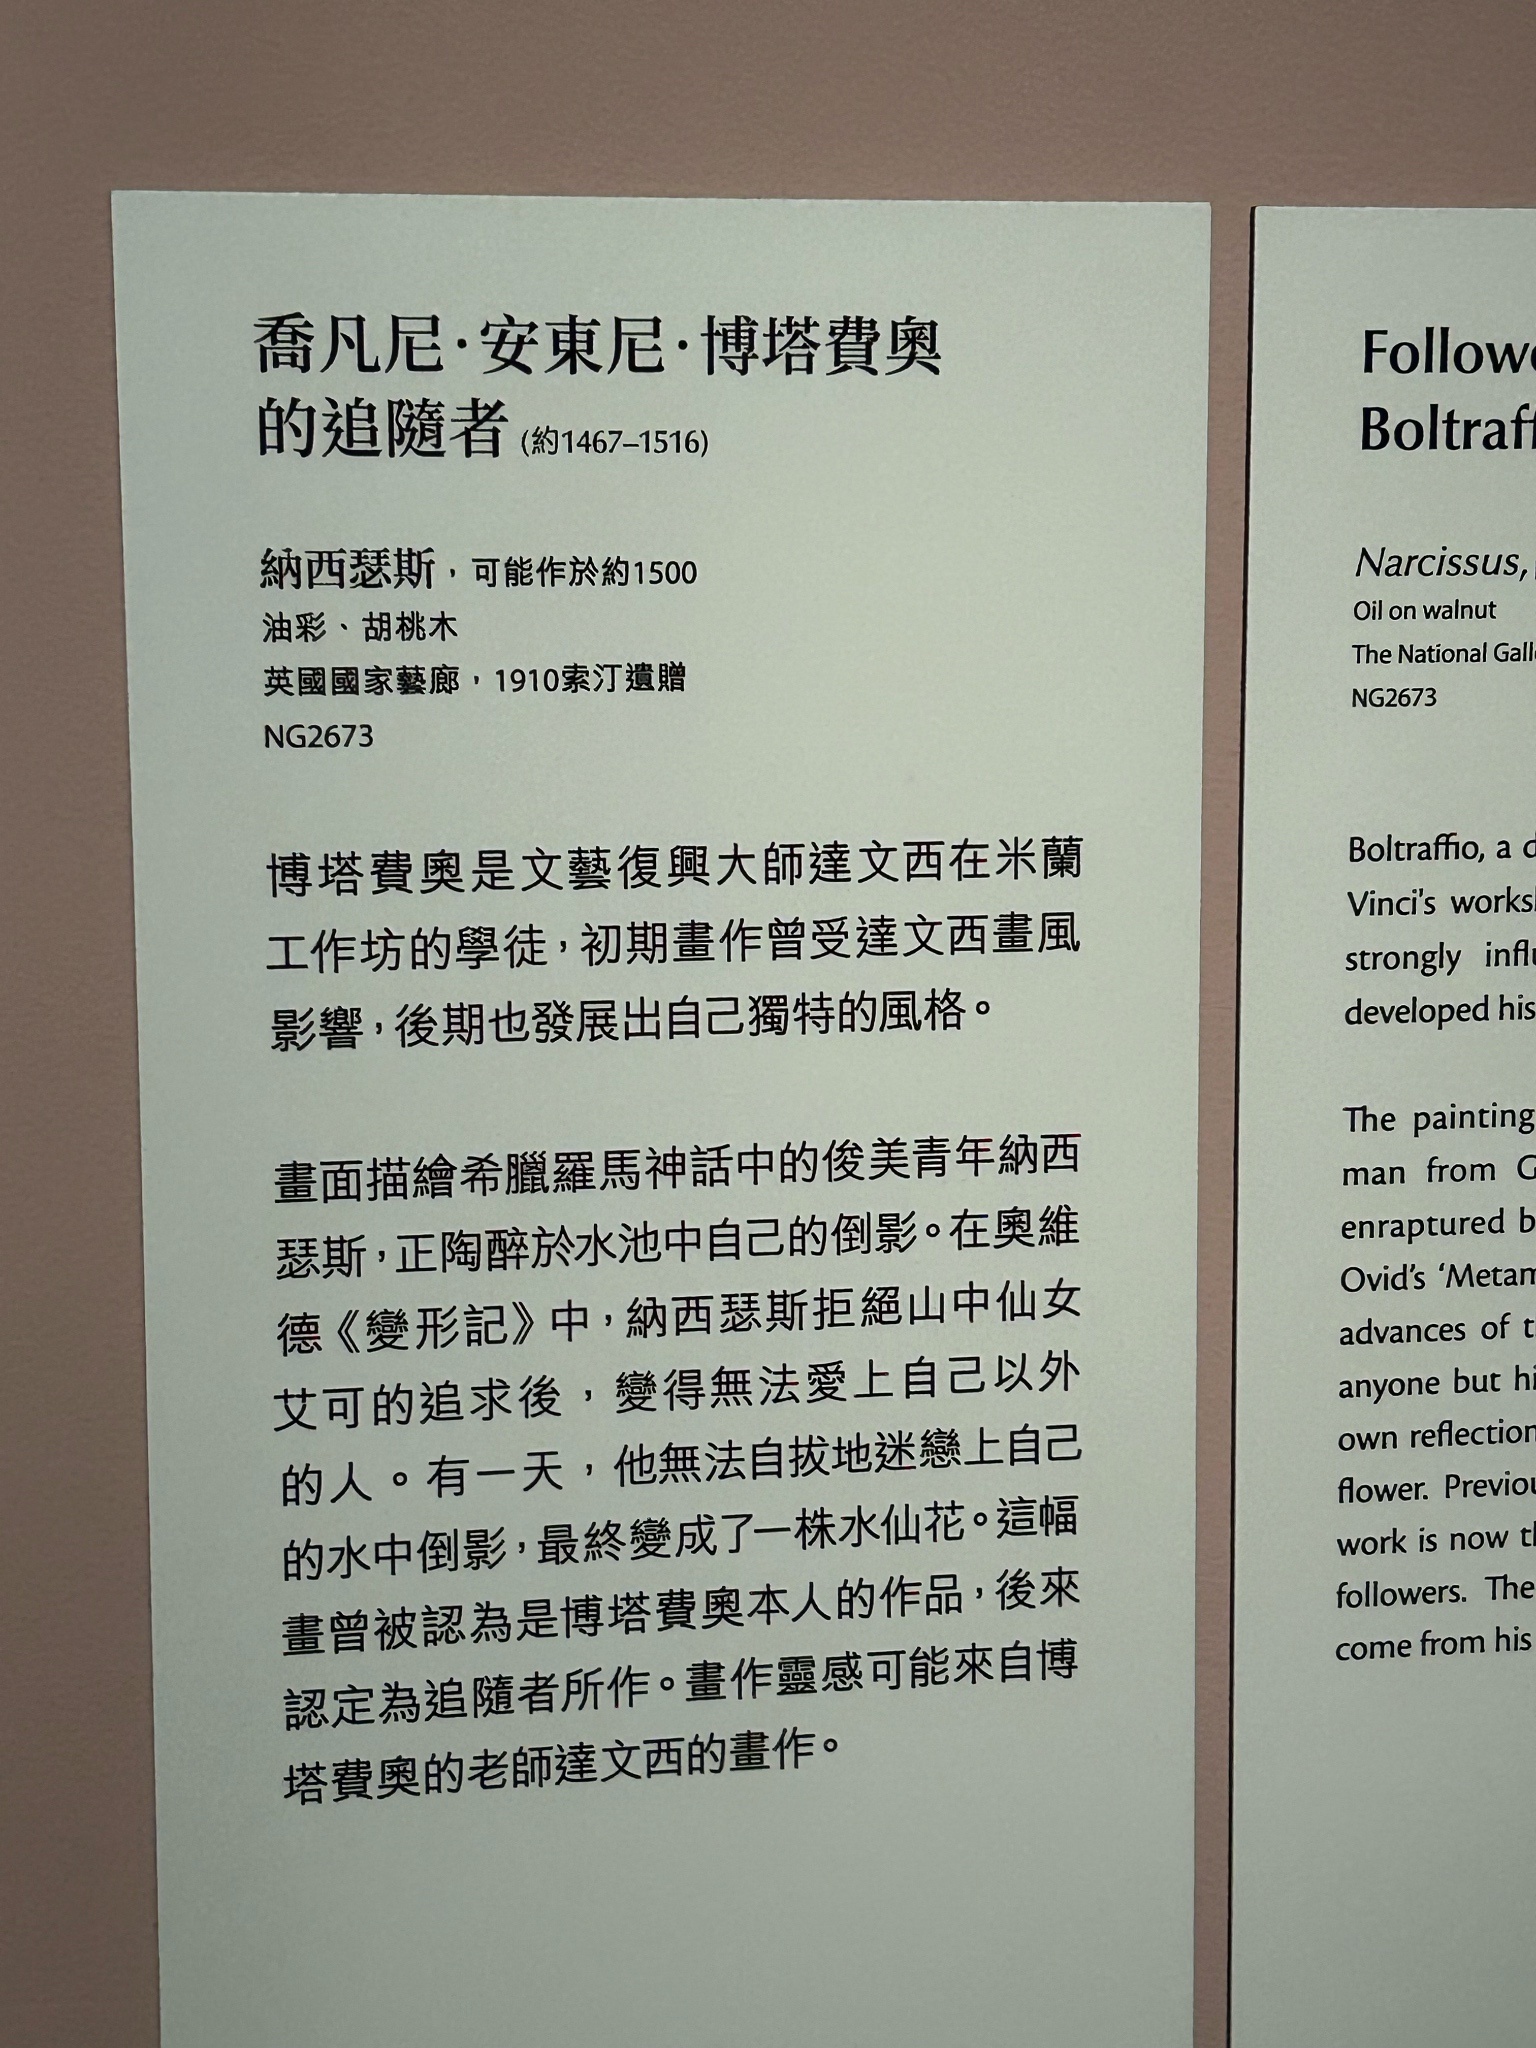 喬凡尼·安東尼·博塔費奧
的追隨者 (約1467–1516)
納西瑟斯，可能作於約1500
油彩、胡桃木
英國國家藝廊，1910索汀遺贈
NG2673
博塔費奧是文藝復興大師達文西在米蘭
工作坊的學徒，初期畫作曾受達文西畫風
影響，後期也發展出自己獨特的風格。
畫面描繪希臘羅馬神話中的俊美青年納西
瑟斯，正陶醉於水池中自己的倒影。在奧維
德《變形記》中，納西瑟斯拒絕山中仙女
艾可的追求後，變得無法愛上自己以外
的人。有一天，他無法自拔地迷戀上自己
的水中倒影，最終變成了一株水仙花。這幅
畫曾被認為是博塔費奧本人的作品，後來
認定為追隨者所作。畫作靈感可能來自博
塔費奧的老師達文西的畫作。
Boltraff
Narcissus,
Oil on walnut
The National
NG2673
Boltraffio, a
Vinci's
strongly
developed his
The painting
man from
enraptured
Ovid's
advances of
anyone but
own reflection
flower.
work is now
followers. The
come from his